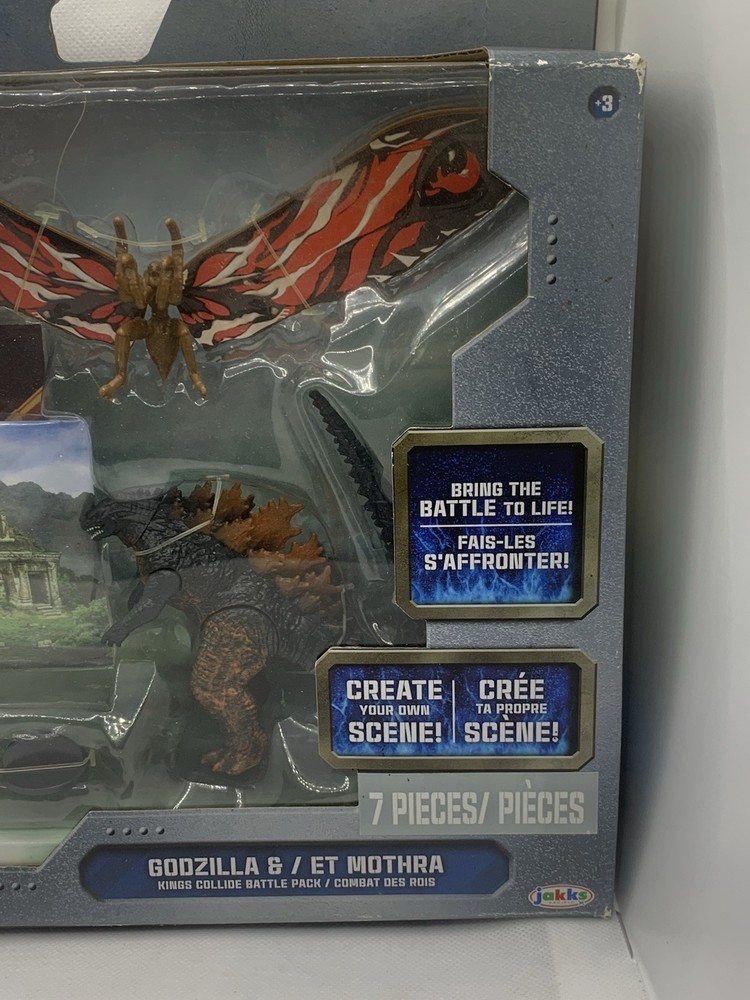 +3
BRING THE
BATTLE TO LIFE!
FAIS-LES
S'AFFRONTER!
CREATE
YOUR OWN
SCENE!
CRÉE
TA PROPRE
SCÈNE!
7 PIECES/ PIÈCES
GODZILLA & / ET MOTHRA
KINGS COLLIDE BATTLE PACK / COMBAT DES ROIS
jakks